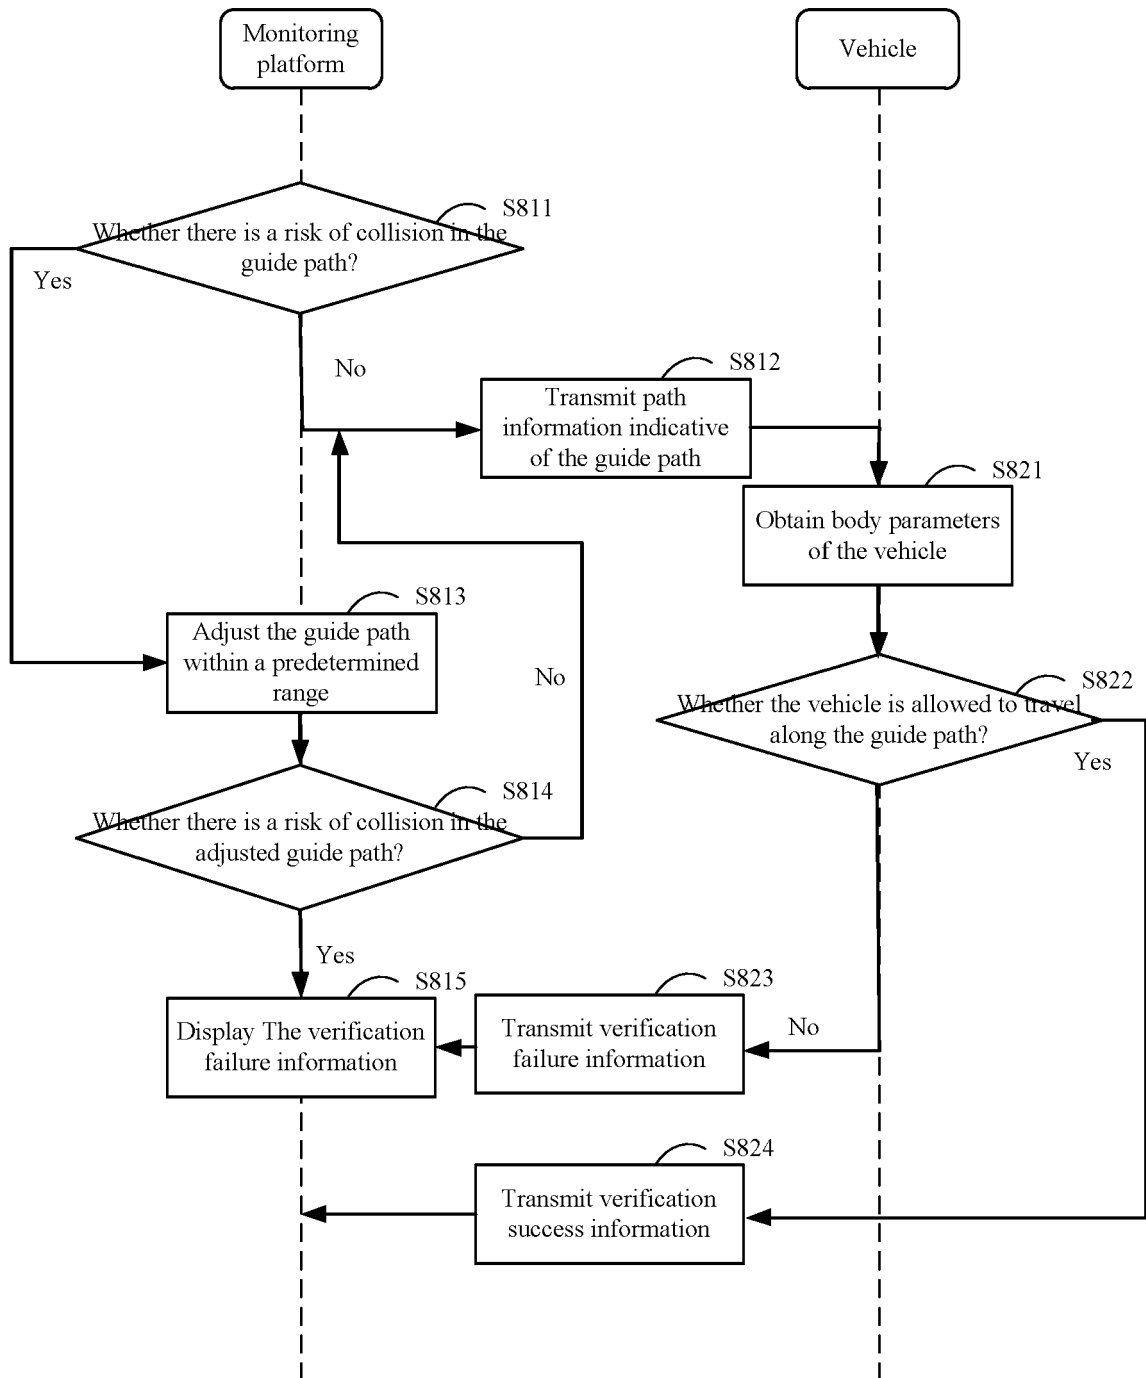 Monitoring
platform
Vehicle
S811
Whether there is a risk of collision in the
guide path?
Yes
No
S812
Transmit path
information indicative
of the guide path
S821
Obtain body parameters
of the vehicle
S813
Adjust the guide path
within a predetermined
range
No
S822
Whether the vehicle is allowed to travel
along the guide path?
Yes
S814
Whether there is a risk of collision in the
adjusted guide path?
Yes
S815
Display The verification
failure information
S823
Transmit verification
failure information
No
S824
Transmit verification
success information